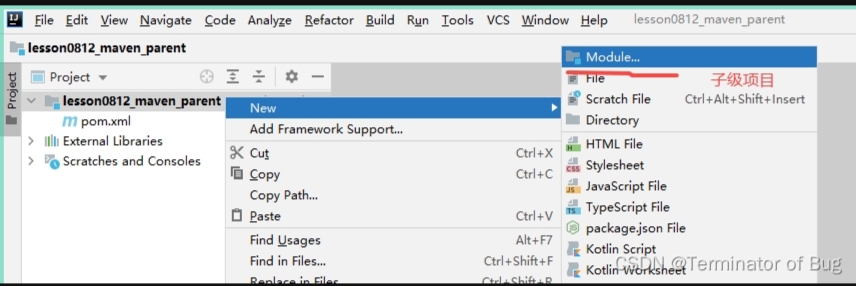 File Edit View Navigate Code Analyze Refactor Build Run Tools VCS Window Help lesson0812_maven_parent
lesson0812_maven_parent
Project
Project
lesson0812_maven_parent
pom.xml
External Libraries
Scratches and Consoles
New
Add Framework Support...
Cut Ctrl+X
Copy Ctrl+C
Copy Path...
Paste Ctrl+V
Find Usages Alt+F7
Find in Files... Ctrl+Shift+F
Replace in Files
Module...
子级项目
File
Scratch File Ctrl+Alt+Shift+Insert
Directory
HTML File
Stylesheet
JavaScript File
TypeScript File
package.json File
Kotlin Script
Kotlin Worksheet
CSDN @Terminator of Bug